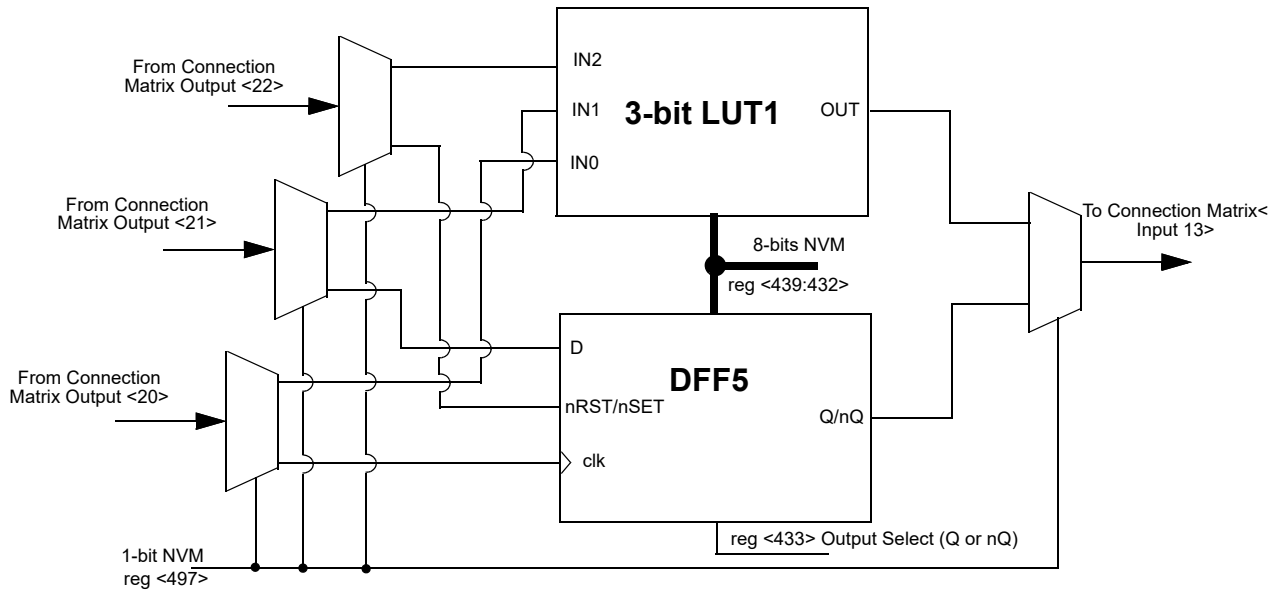 From Connection
Matrix Output <22>
IN2
IN1
3-bit LUT1
OUT
IN0
From Connection
Matrix Output <21>
To Connection Matrix<
Input 13>
8-bits NVM
reg <439:432>
D
DFF5
From Connection
Matrix Output <20>
nRST/nSET
Q/nQ
clk
reg <433> Output Select (Q or nQ)
1-bit NVM
reg <497>